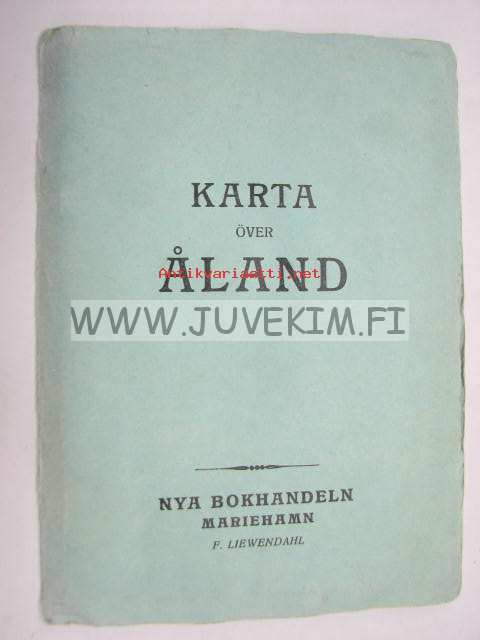 KARTA
ÖVER
ÅLAND
Antikvariaatti.net
WWW.JUVEKIM.FI
NYA BOKHANDELN
MARIEHAMN
F. LIEWENDAHL